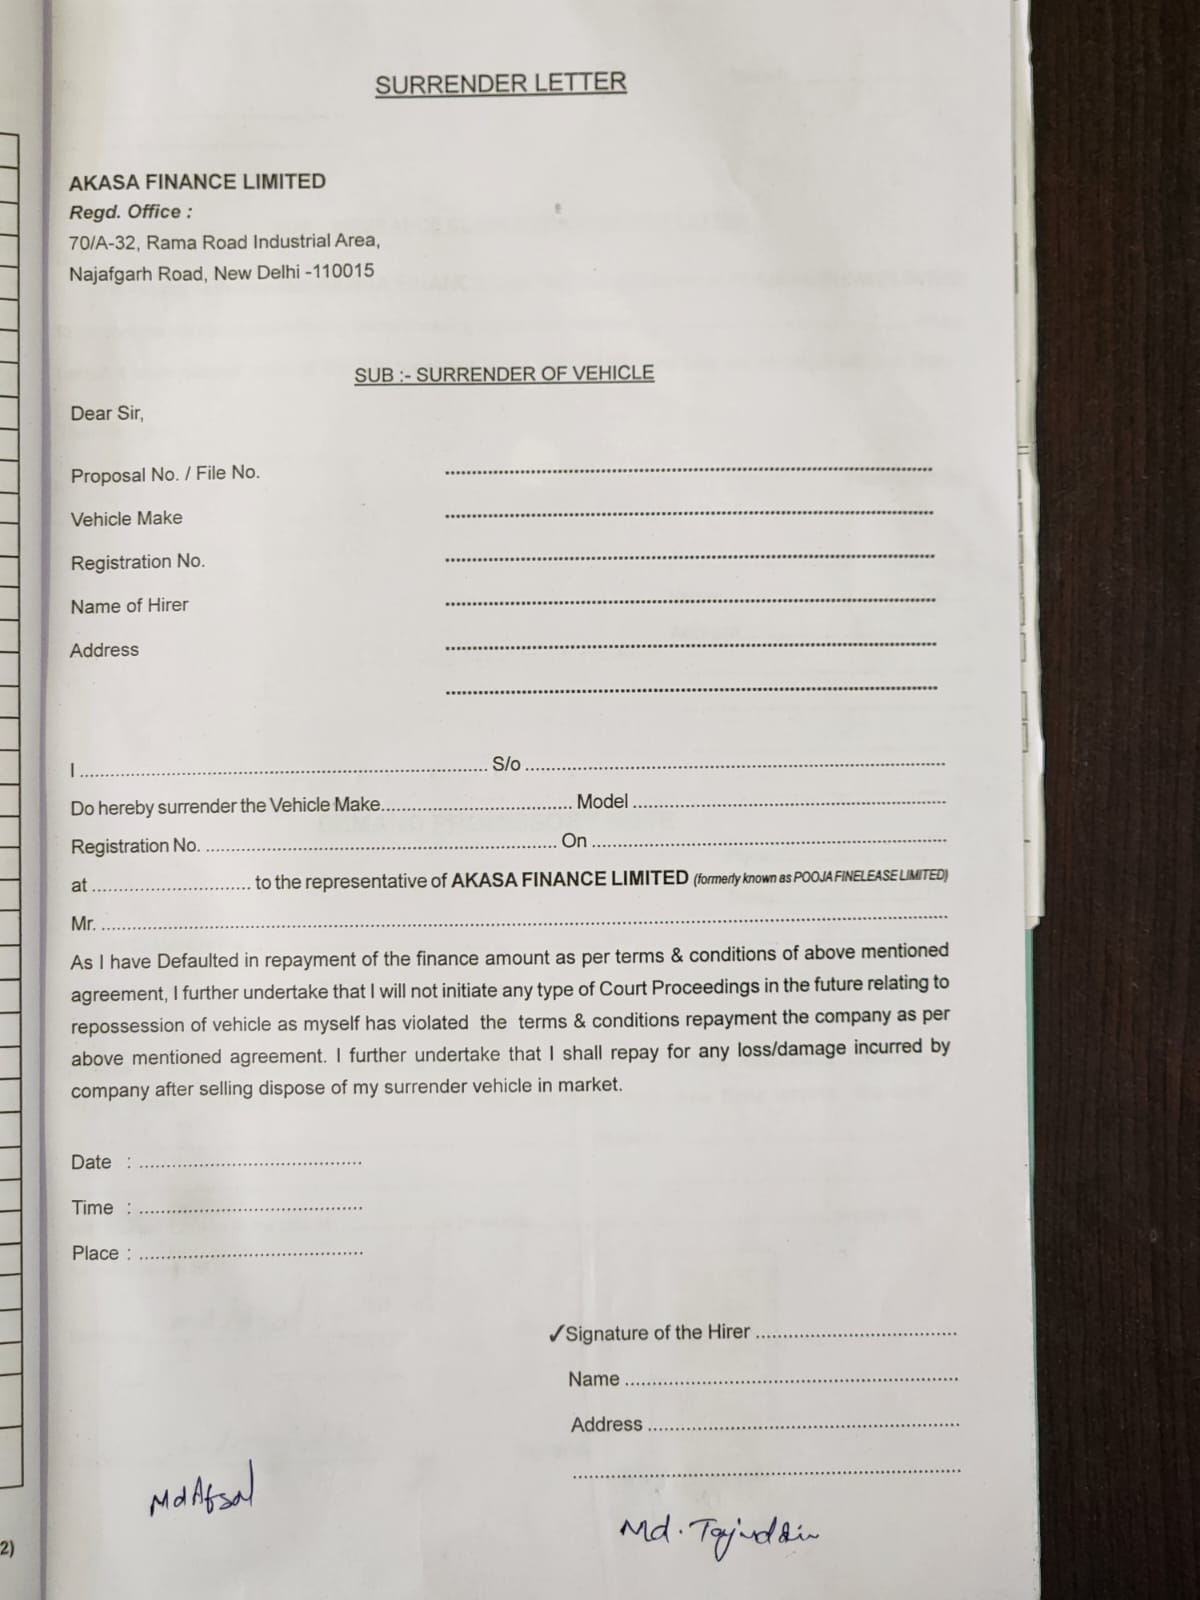 SURRENDER LETTER
AKASA FINANCE LIMITED
Regd. Office :
70/A-32, Rama Road Industrial Area,
Najafgarh Road, New Delhi -110015
SUB :- SURRENDER OF VEHICLE
Dear Sir,
Proposal No. / File No. ........................
Vehicle Make ........................
Registration No. ........................
Name of Hirer ........................
Address ........................
........................
I ........................ S/o ........................
Do hereby surrender the Vehicle Make........................ Model ........................
Registration No. ........................ On ........................
at ........................ to the representative of AKASA FINANCE LIMITED (formerly known as POOJA FINELEASE LIMITED)
Mr. ........................
As I have Defaulted in repayment of the finance amount as per terms & conditions of above mentioned
agreement, I further undertake that I will not initiate any type of Court Proceedings in the future relating to
repossession of vehicle as myself has violated the terms & conditions repayment the company as per
above mentioned agreement. I further undertake that I shall repay for any loss/damage incurred by
company after selling dispose of my surrender vehicle in market.
Date : ........................
Time : ........................
Place : ........................
✓Signature of the Hirer ........................
Name ........................
Address ........................
........................
Md Afsal
Md. Tajuddin
2)